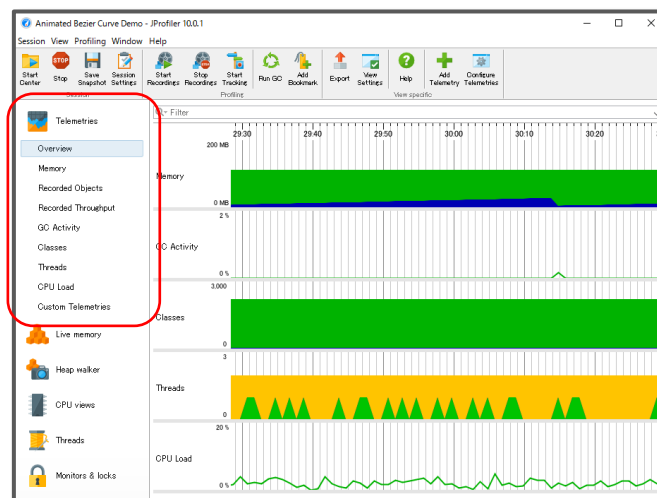 Animated Bezier Curve Demo - JProfiler 10.0.1
Session View Profiling Window Help
Start Center
Stop
Save Snapshot
Session Settings
Start Recordings
Stop Recordings
Start Tracking
Run GC
Add Bookmark
Export
View Settings
Help
Add Telemetry
Configure Telemetries
Profiling
View specific
Telemetries
Overview
Memory
Recorded Objects
Recorded Throughput
GC Activity
Classes
Threads
CPU Load
Custom Telemetries
Live memory
Heap walker
CPU views
Threads
Monitors & locks
Filter
29:30 29:40 29:50 30:00 30:10 30:20
200 MB
Memory
0 MB
2 %
GC Activity
0 %
3,000
Classes
0
3
Threads
0
20 %
CPU Load
0 %